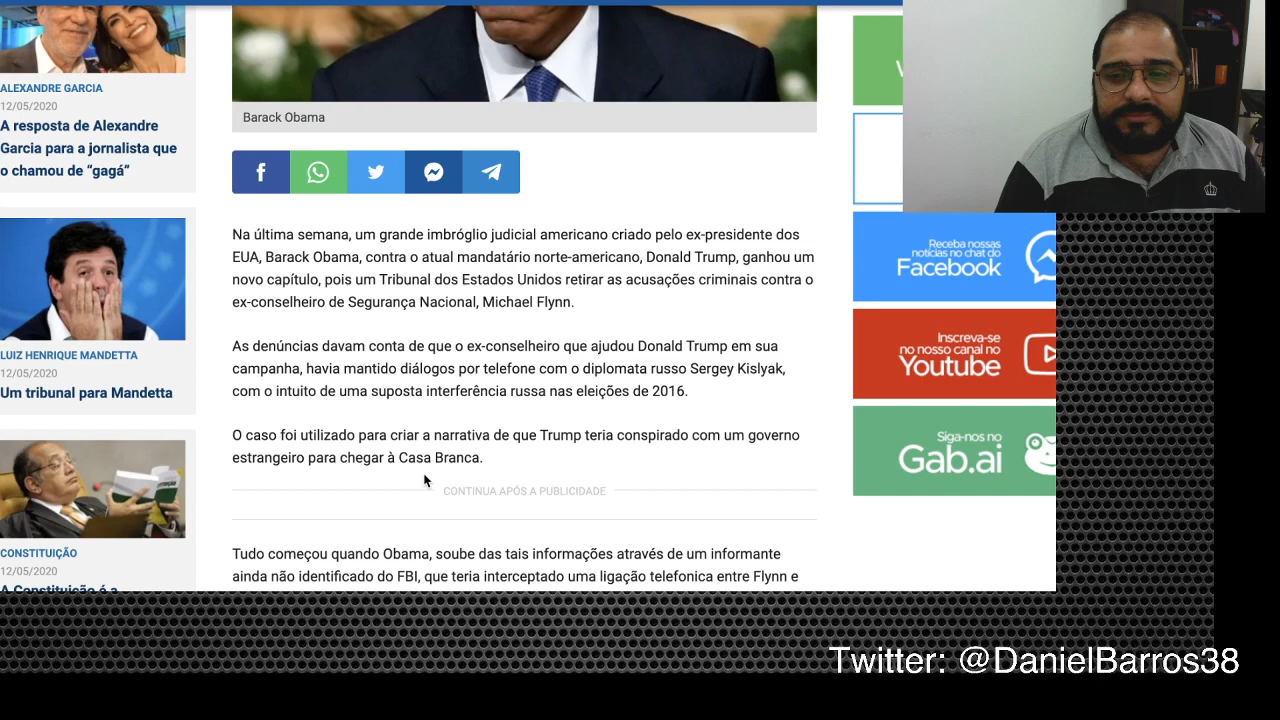 ALEXANDRE GARCIA
12/05/2020
A resposta de Alexandre
Garcia para a jornalista que
o chamou de “gagá”
LUIZ HENRIQUE MANDETTA
12/05/2020
Um tribunal para Mandetta
CONSTITUIÇÃO
12/05/2020
A Constituição é a
Barack Obama
Na última semana, um grande imbróglio judicial americano criado pelo ex-presidente dos
EUA, Barack Obama, contra o atual mandatário norte-americano, Donald Trump, ganhou um
novo capítulo, pois um Tribunal dos Estados Unidos retirar as acusações criminais contra o
ex-conselheiro de Segurança Nacional, Michael Flynn.
As denúncias davam conta de que o ex-conselheiro que ajudou Donald Trump em sua
campanha, havia mantido diálogos por telefone com o diplomata russo Sergey Kislyak,
com o intuito de uma suposta interferência russa nas eleições de 2016.
O caso foi utilizado para criar a narrativa de que Trump teria conspirado com um governo
estrangeiro para chegar à Casa Branca.
CONTINUA APÓS A PUBLICIDADE
Tudo começou quando Obama, soube das tais informações através de um informante
ainda não identificado do FBI, que teria interceptado uma ligação telefonica entre Flynn e
Receba nossas
notícias no chat do
Facebook
Inscreva-se
no nosso canal no
Youtube
Siga-nos no
Gab.ai
Twitter: @DanielBarros38